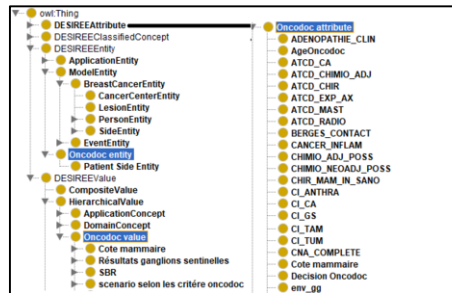 owl:Thing
DESIREEAttribute
DESIREEClassifiedConcept
DESIREEEntity
ApplicationEntity
ModelEntity
BreastCancerEntity
CancerCenterEntity
LesionEntity
PersonEntity
SideEntity
EventEntity
Oncodoc entity
Patient Side Entity
DESIREEValue
CompositeValue
HierarchicalValue
ApplicationConcept
DomainConcept
Oncodoc value
Cote mammaire
Résultats ganglions sentinelles
SBR
scenario selon les critére oncodoc
Oncodoc attribute
ADENOPATHIE_CLIN
AgeOncodoc
ATCD_CA
ATCD_CHIMIO_ADJ
ATCD_CHIR
ATCD_EXP_AX
ATCD_MAST
ATCD_RADIO
BERGES_CONTACT
CANCER_INFLAM
CHIMIO_ADJ_POSS
CHIMIO_NEOADJ_POSS
CHIR_MAM_IN_SANO
CI_ANTHRA
CI_CA
CI_GS
CI_TAM
CI_TUM
CNA_COMPLETE
Cote mammaire
Decision Oncodoc
env_gg